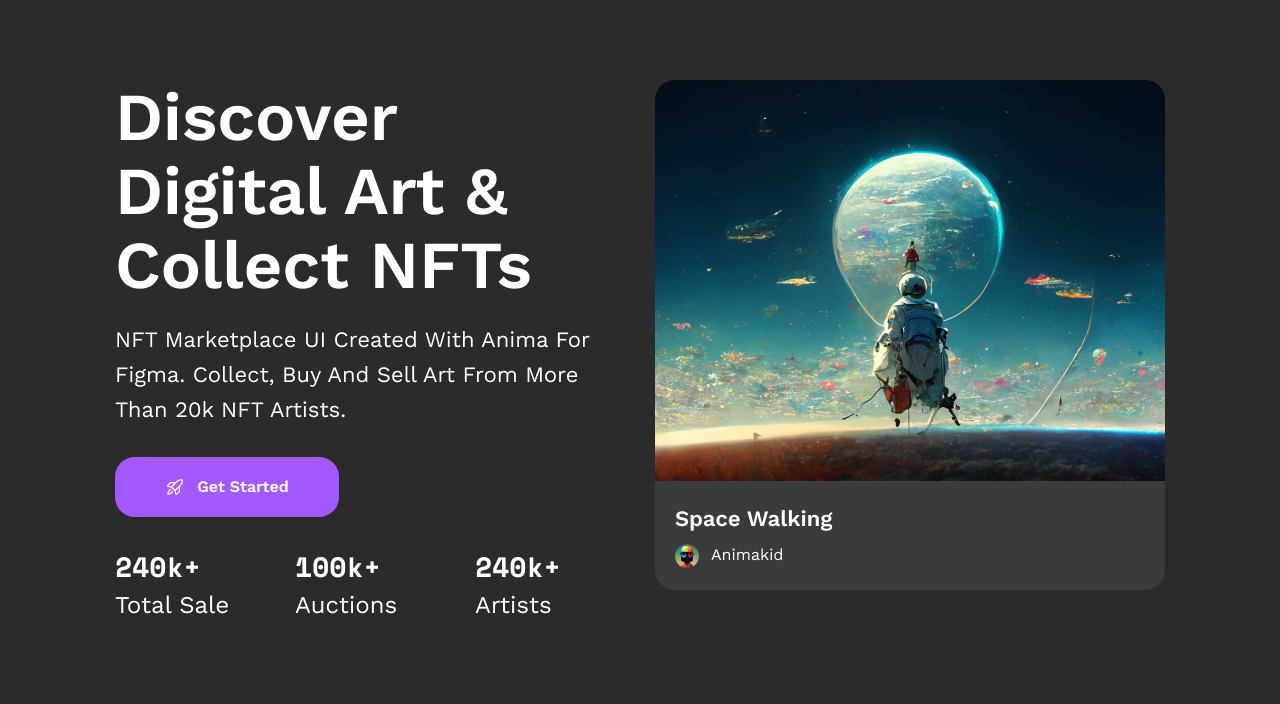 Discover
Digital Art &
Collect NFTs
NFT Marketplace UI Created With Anima For
Figma. Collect, Buy And Sell Art From More
Than 20k NFT Artists.
Get Started
240k+
Total Sale
100k+
Auctions
240k+
Artists
Space Walking
Animakid